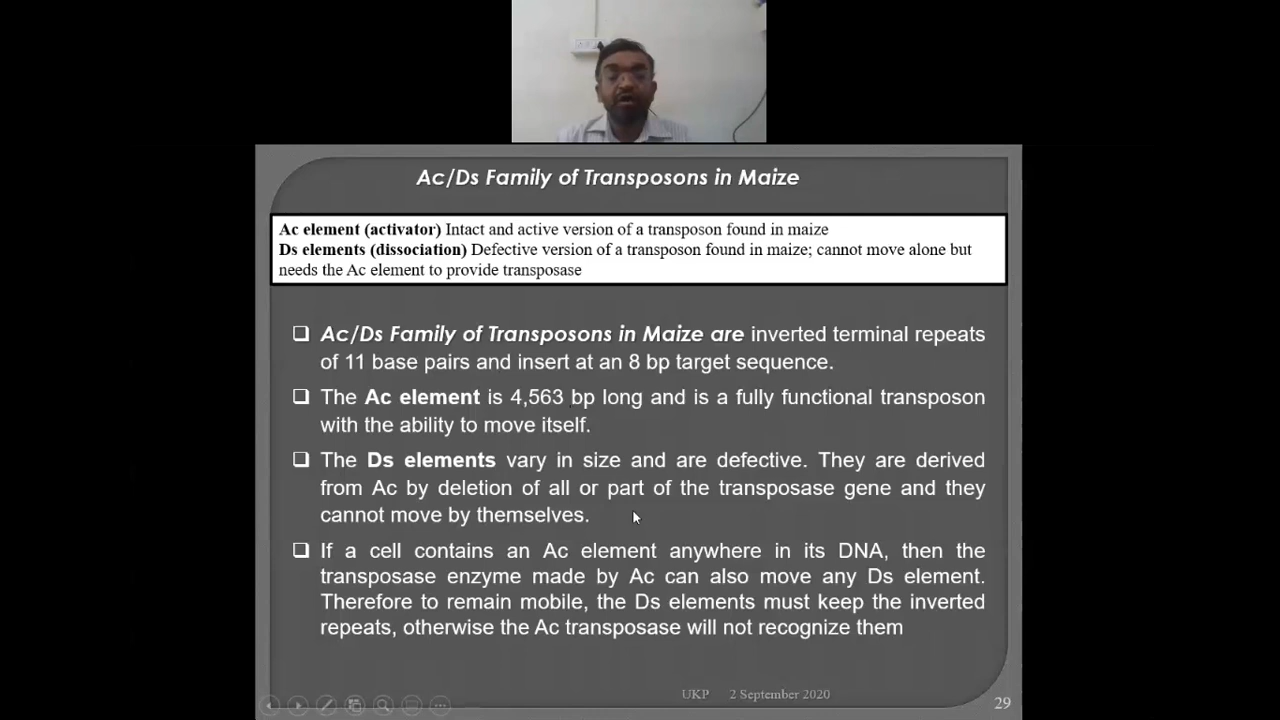 Ac/Ds Family of Transposons in Maize
Ac element (activator) Intact and active version of a transposon found in maize
Ds elements (dissociation) Defective version of a transposon found in maize; cannot move alone but
needs the Ac element to provide transposase
❑ Ac/Ds Family of Transposons in Maize are inverted terminal repeats
of 11 base pairs and insert at an 8 bp target sequence.
❑ The Ac element is 4,563 bp long and is a fully functional transposon
with the ability to move itself.
❑ The Ds elements vary in size and are defective. They are derived
from Ac by deletion of all or part of the transposase gene and they
cannot move by themselves.
❑ If a cell contains an Ac element anywhere in its DNA, then the
transposase enzyme made by Ac can also move any Ds element.
Therefore to remain mobile, the Ds elements must keep the inverted
repeats, otherwise the Ac transposase will not recognize them
UKP 2 September 2020
29